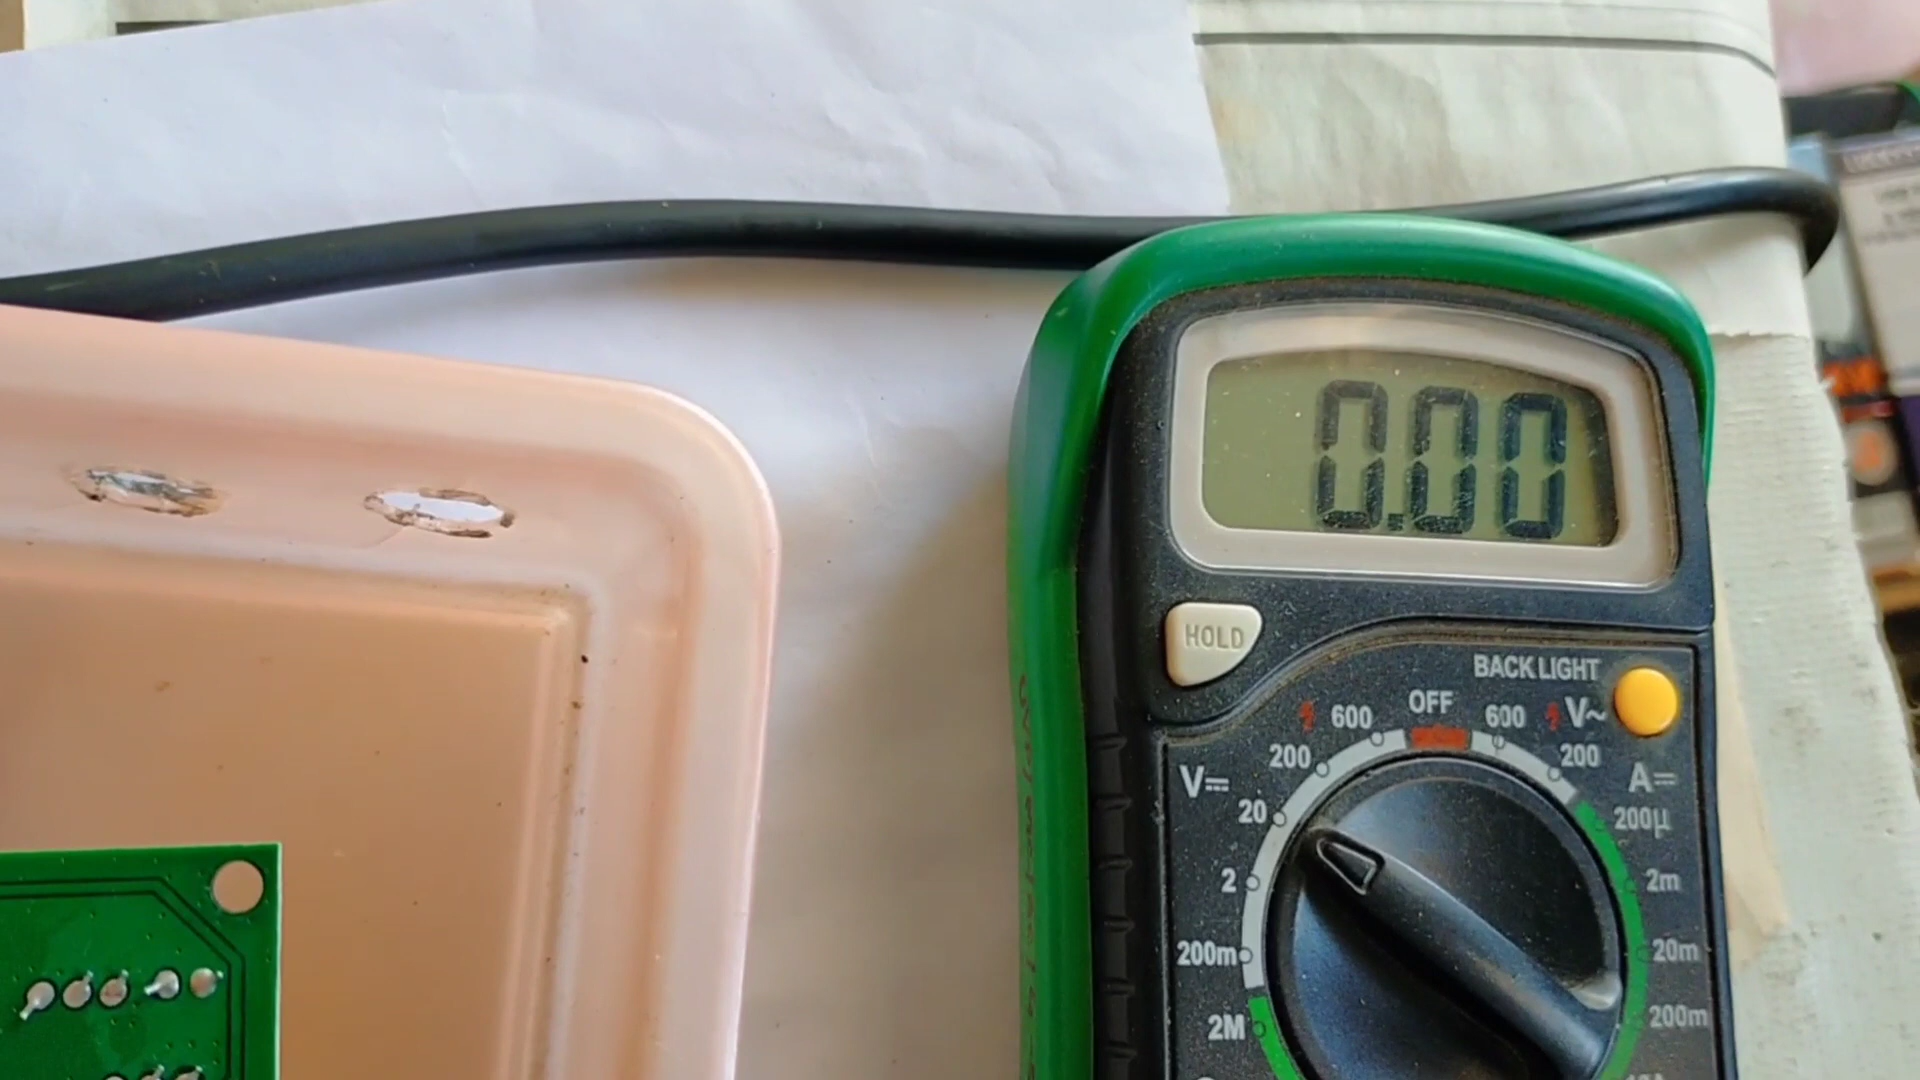 0.00
HOLD
BACK LIGHT
OFF
600
600
V~
200
200
V⎓
A⎓
20
200µ
2
2m
200m
20m
2M
200m